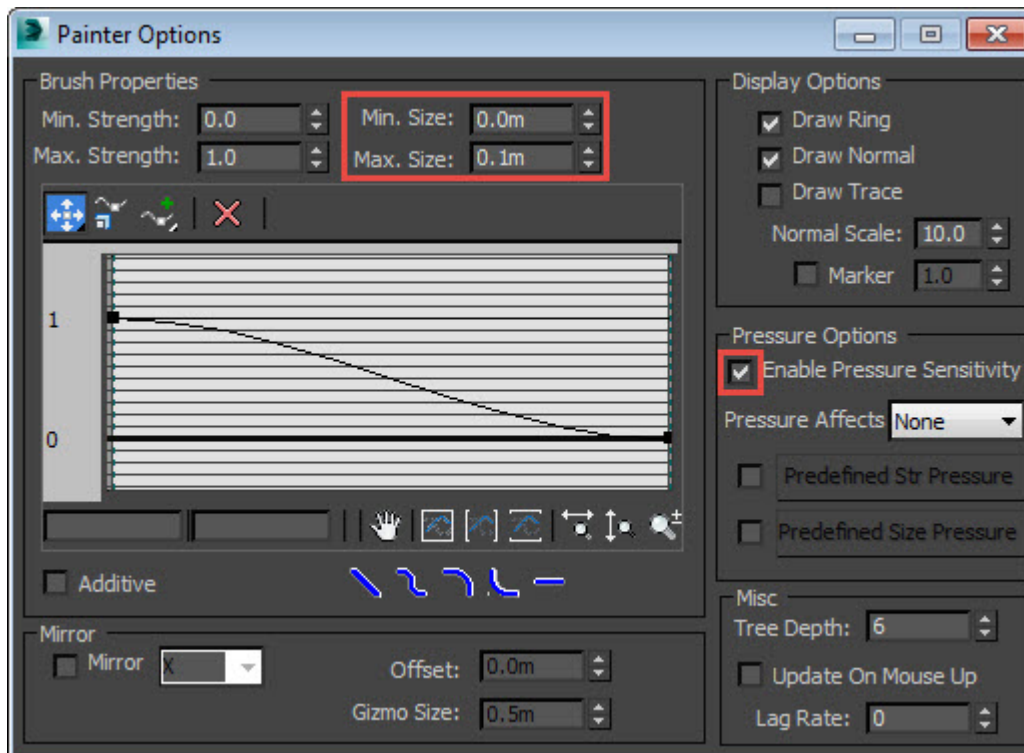 Painter Options
Brush Properties
Min. Strength: 0.0
Min. Size: 0.0m
Max. Strength: 1.0
Max. Size: 0.1m
1
0
Additive
Mirror
Mirror X
Offset: 0.0m
Gizmo Size: 0.5m
Display Options
Draw Ring
Draw Normal
Draw Trace
Normal Scale: 10.0
Marker 1.0
Pressure Options
Enable Pressure Sensitivity
Pressure Affects None
Predefined Str Pressure
Predefined Size Pressure
Misc
Tree Depth: 6
Update On Mouse Up
Lag Rate: 0